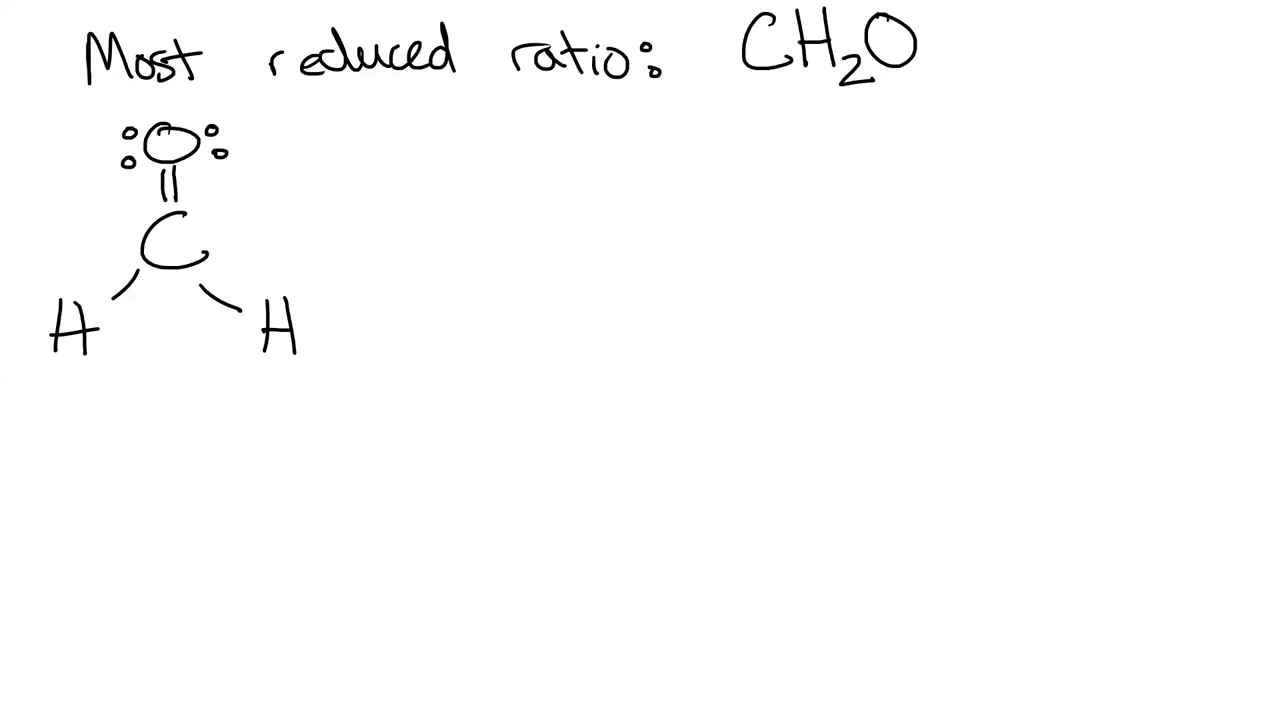 Most reduced ratio: CH₂O
O
C
H H